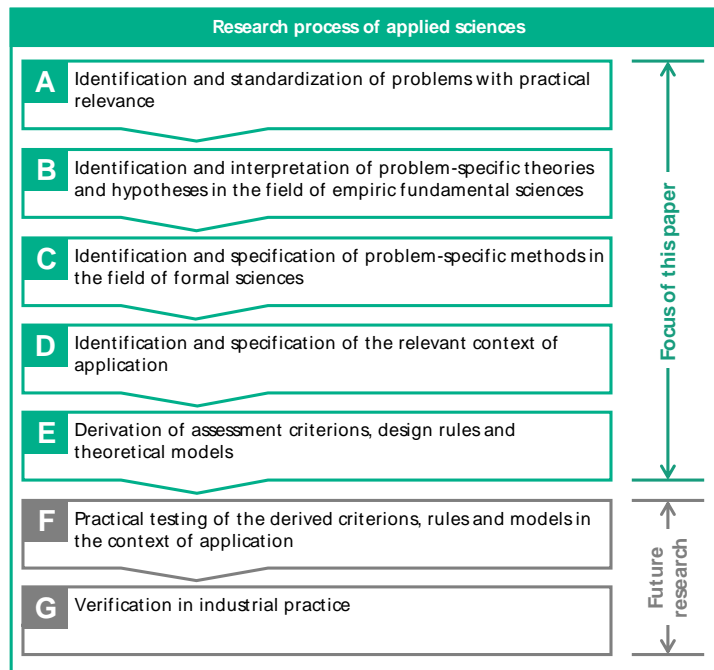 Research process of applied sciences
A
Identification and standardization of problems with practical
relevance
B
Identification and interpretation of problem-specific theories
and hypotheses in the field of empiric fundamental sciences
C
Identification and specification of problem-specific methods in
the field of formal sciences
D
Identification and specification of the relevant context of
application
E
Derivation of assessment criterions, design rules and
theoretical models
F
Practical testing of the derived criterions, rules and models in
the context of application
G
Verification in industrial practice
Focus of this paper
Future
research